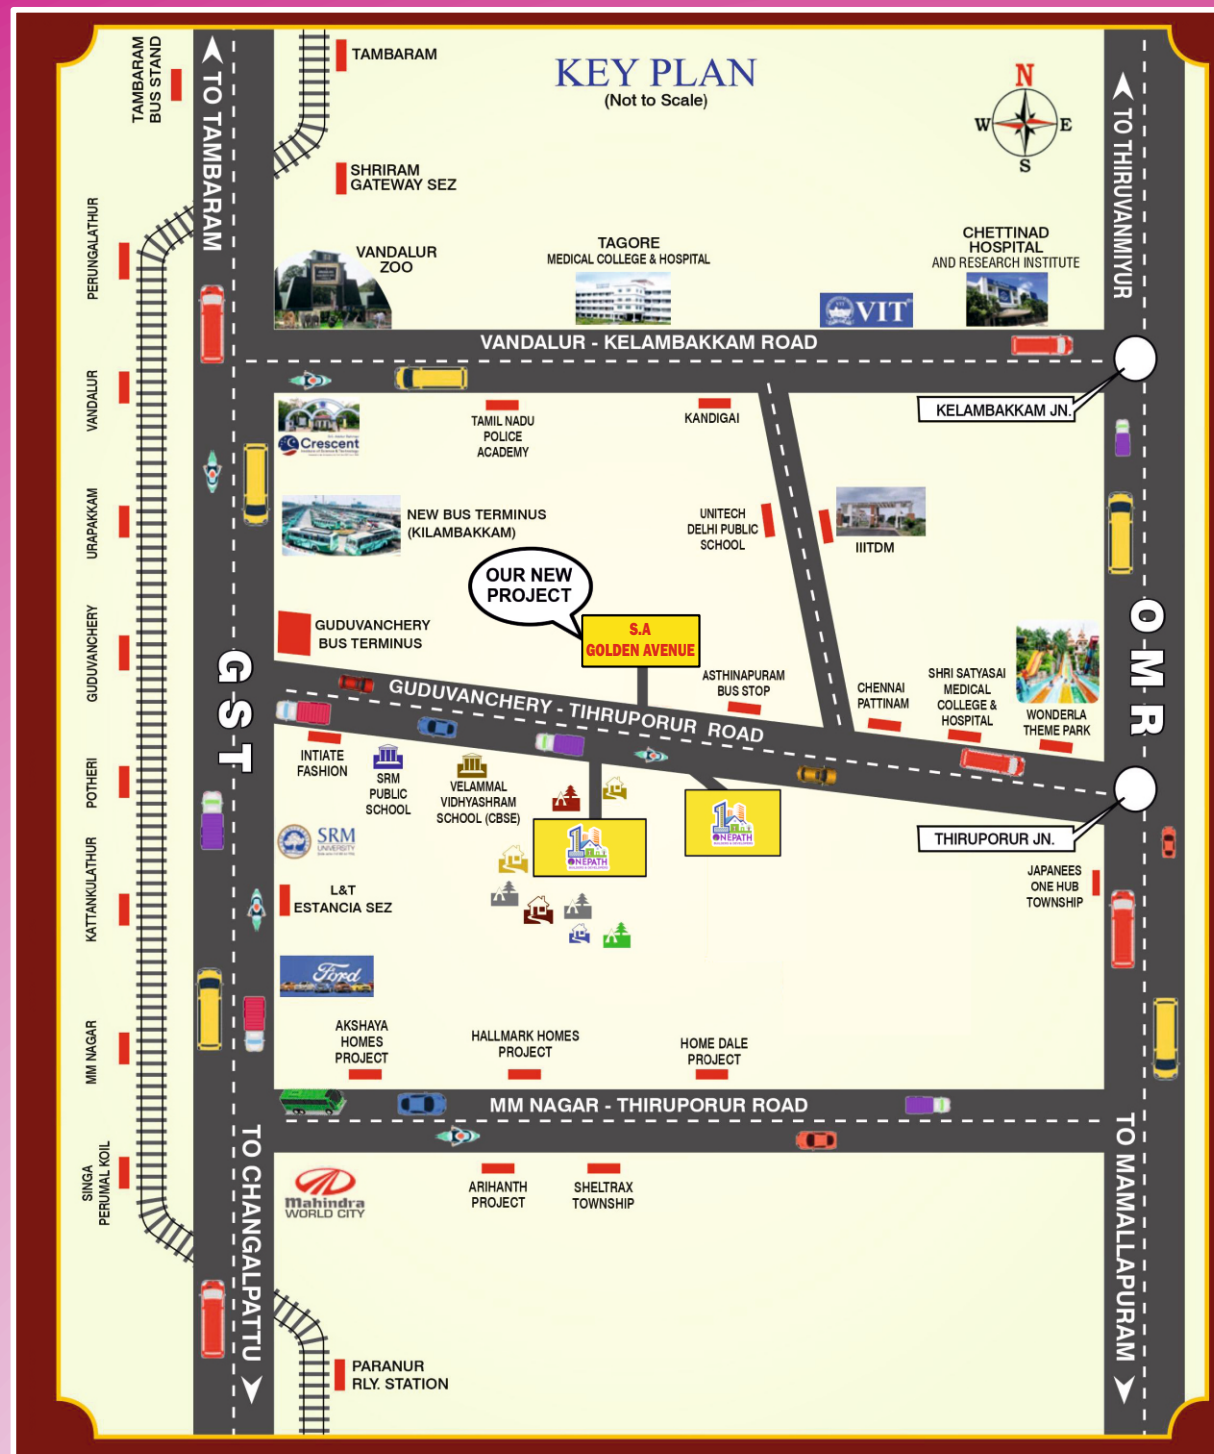 KEY PLAN
(Not to Scale)
N
W
E
S
TAMBARAM
BUS STAND
TO TAMBARAM
TAMBARAM
SHRIRAM
GATEWAY SEZ
TO THIRUVANMIYUR
PERUNGALATHUR
VANDALUR
ZOO
TAGORE
MEDICAL COLLEGE & HOSPITAL
VIT
CHETTINAD
HOSPITAL
AND RESEARCH INSTITUTE
VANDALUR - KELAMBAKKAM ROAD
KELAMBAKKAM JN.
VANDALUR
Crescent
TAMIL NADU
POLICE
ACADEMY
KANDIGAI
URAPAKKAM
NEW BUS TERMINUS
(KILAMBAKKAM)
UNITECH
DELHI PUBLIC
SCHOOL
IIITDM
OUR NEW
PROJECT
S.A
GOLDEN AVENUE
GUDUVANCHERY
GUDUVANCHERY
BUS TERMINUS
GST
OMR
ASTHINAPURAM
BUS STOP
CHENNAI
PATTINAM
SHRI SATYASAI
MEDICAL
COLLEGE &
HOSPITAL
WONDERLA
THEME PARK
GUDUVANCHERY - TIHRUPORUR ROAD
POTHERI
INTIATE
FASHION
SRM
PUBLIC
SCHOOL
VELAMMAL
VIDHYASHRAM
SCHOOL (CBSE)
ONEPATH
ONEPATH
THIRUPORUR JN.
SRM
UNIVERSITY
KATTANKULATHUR
L&T
ESTANCIA SEZ
JAPANEES
ONE HUB
TOWNSHIP
Ford
MM NAGAR
AKSHAYA
HOMES
PROJECT
HALLMARK HOMES
PROJECT
HOME DALE
PROJECT
MM NAGAR - THIRUPORUR ROAD
SINGA
PERUMAL KOIL
TO CHANGALPATTU
Mahindra
WORLD CITY
ARIHANTH
PROJECT
SHELTRAX
TOWNSHIP
TO MAMALLAPURAM
PARANUR
RLY. STATION